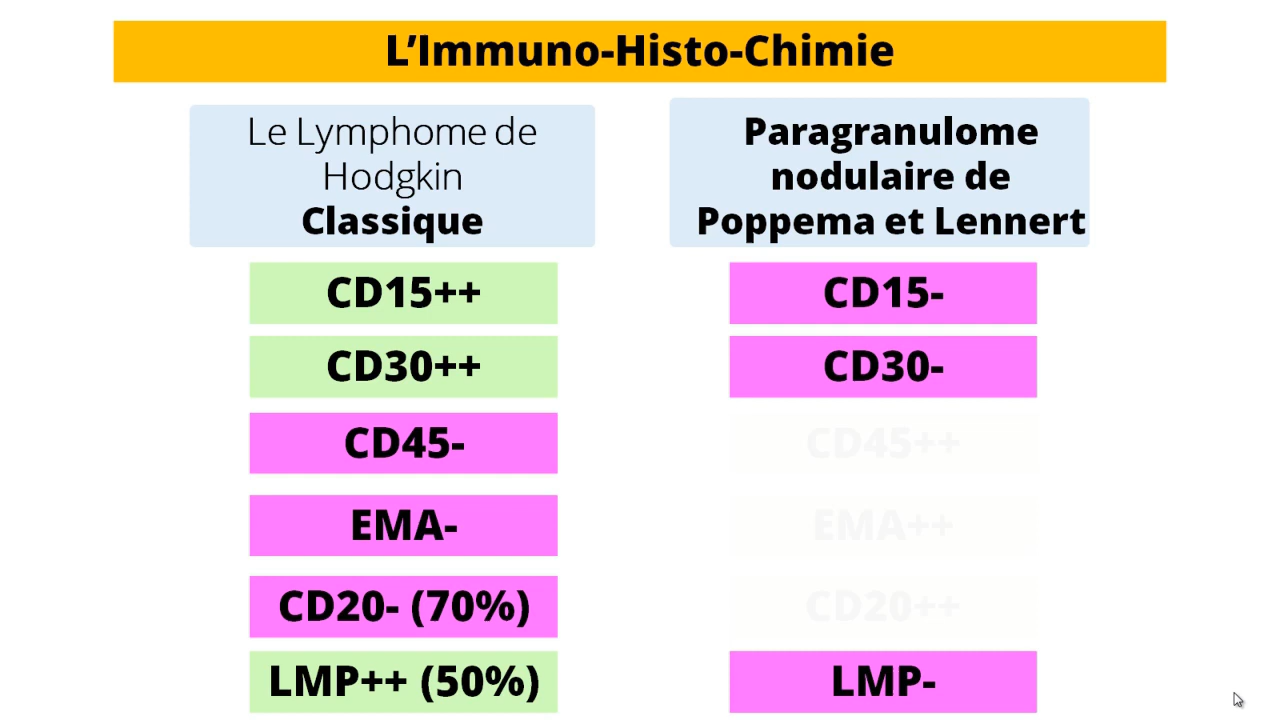 L’Immuno-Histo-Chimie
Le Lymphome de
Hodgkin
Classique
Paragranulome
nodulaire de
Poppema et Lennert
CD15++
CD15-
CD30++
CD30-
CD45-
CD45++
EMA-
EMA++
CD20- (70%)
CD20++
LMP++ (50%)
LMP-